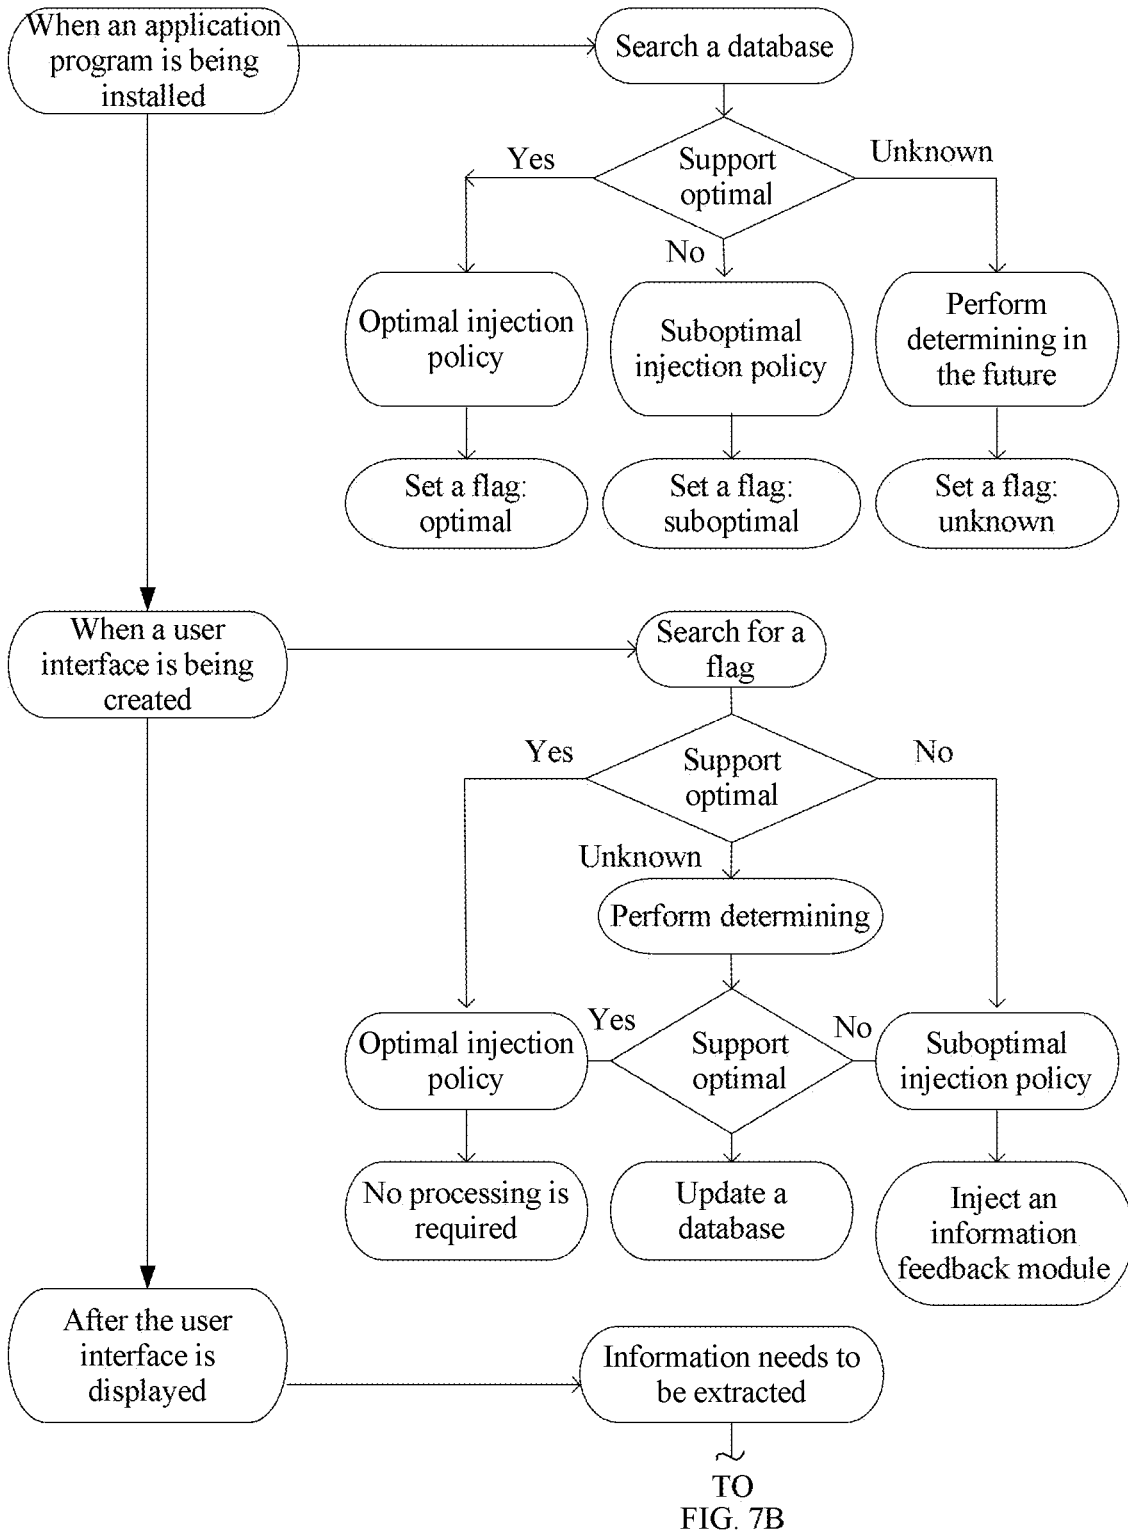 When an application
program is being
installed
Search a database
Yes
Support
optimal
Unknown
No
Optimal injection
policy
Suboptimal
injection policy
Perform
determining in
the future
Set a flag:
optimal
Set a flag:
suboptimal
Set a flag:
unknown
When a user
interface is being
created
Search for a
flag
Yes
Support
optimal
No
Unknown
Perform determining
Optimal injection
policy
Yes
Support
optimal
No
Suboptimal
injection policy
No processing is
required
Update a
database
Inject an
information
feedback module
After the user
interface is
displayed
Information needs to
be extracted
TO
FIG. 7B